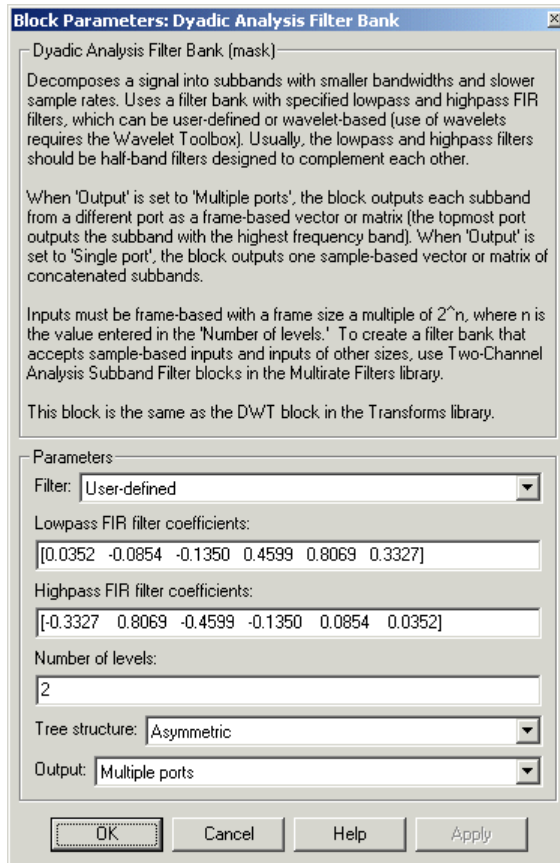 Block Parameters: Dyadic Analysis Filter Bank
Dyadic Analysis Filter Bank (mask)
Decomposes a signal into subbands with smaller bandwidths and slower
sample rates. Uses a filter bank with specified lowpass and highpass FIR
filters, which can be user-defined or wavelet-based (use of wavelets
requires the Wavelet Toolbox). Usually, the lowpass and highpass filters
should be half-band filters designed to complement each other.
When 'Output' is set to 'Multiple ports', the block outputs each subband
from a different port as a frame-based vector or matrix (the topmost port
outputs the subband with the highest frequency band). When 'Output' is
set to 'Single port', the block outputs one sample-based vector or matrix of
concatenated subbands.
Inputs must be frame-based with a frame size a multiple of 2^n, where n is
the value entered in the 'Number of levels.' To create a filter bank that
accepts sample-based inputs and inputs of other sizes, use Two-Channel
Analysis Subband Filter blocks in the Multirate Filters library.
This block is the same as the DWT block in the Transforms library.
Parameters
Filter: User-defined
Lowpass FIR filter coefficients:
[0.0352 -0.0854 -0.1350 0.4599 0.8069 0.3327]
Highpass FIR filter coefficients:
[-0.3327 0.8069 -0.4599 -0.1350 0.0854 0.0352]
Number of levels:
2
Tree structure: Asymmetric
Output: Multiple ports
OK Cancel Help Apply